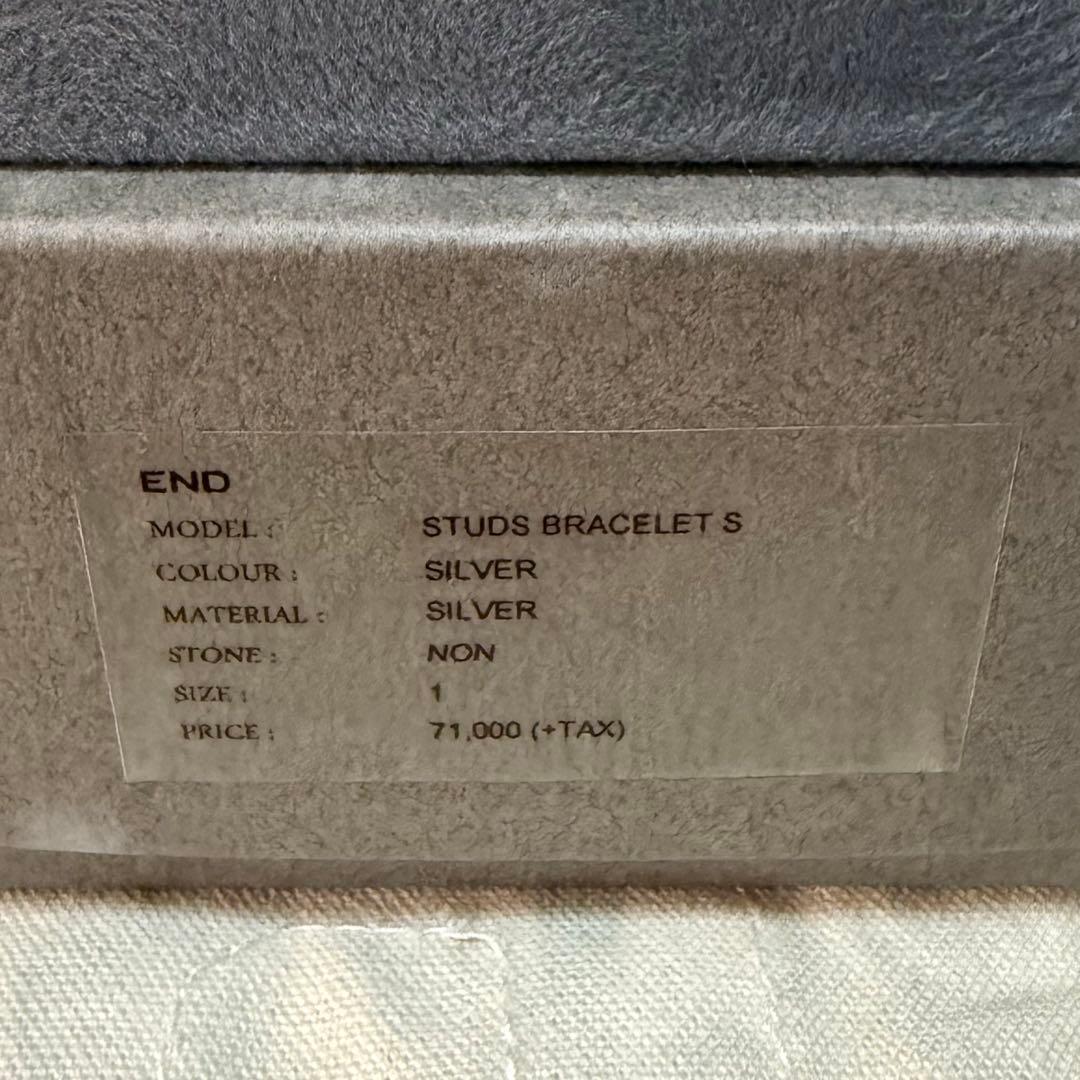 END
MODEL : STUDS BRACELET S
COLOUR : SILVER
MATERIAL : SILVER
STONE : NON
SIZE : 1
PRICE : 71,000 (+TAX)